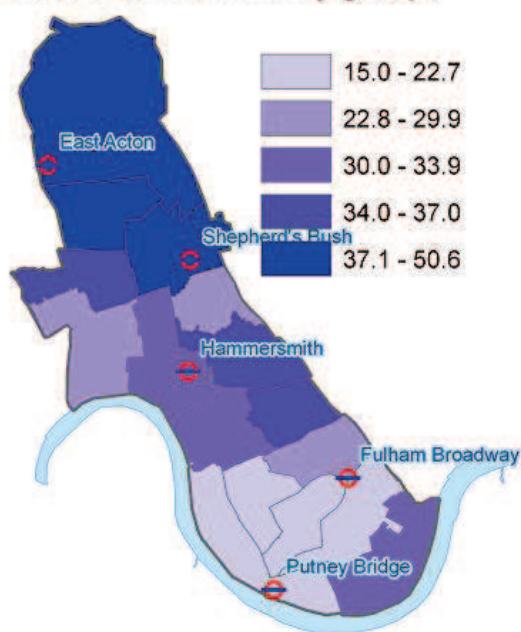 15.0 - 22.7
22.8 - 29.9
30.0 - 33.9
34.0 - 37.0
37.1 - 50.6
East Acton
Shepherd's Bush
Hammersmith
Fulham Broadway
Putney Bridge